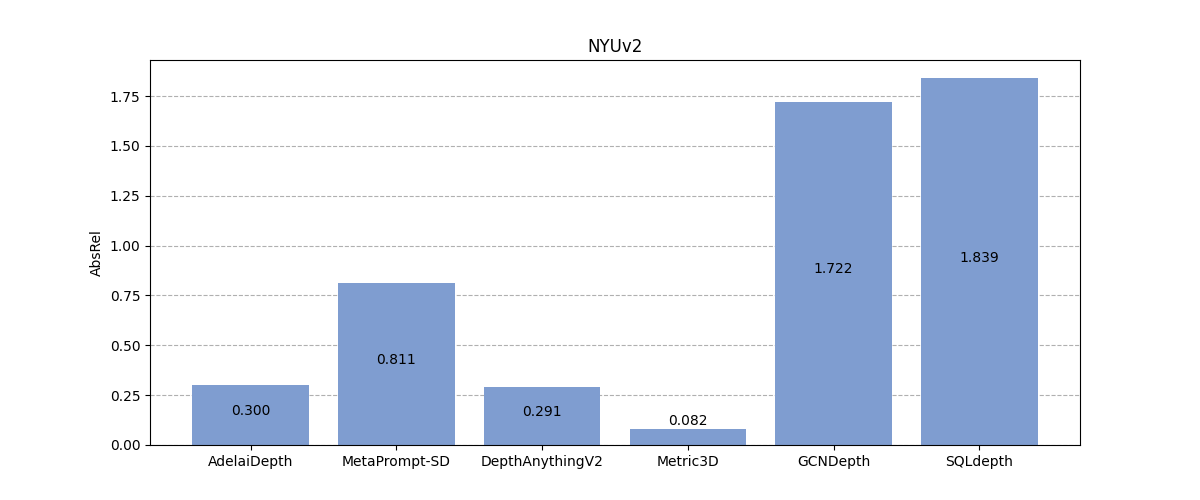 NYUv2
AbsRel
1.75
1.50
1.25
1.00
0.75
0.50
0.25
0.00
0.300
0.811
0.291
0.082
1.722
1.839
AdelaiDepth
MetaPrompt-SD
DepthAnythingV2
Metric3D
GCNDepth
SQLdepth